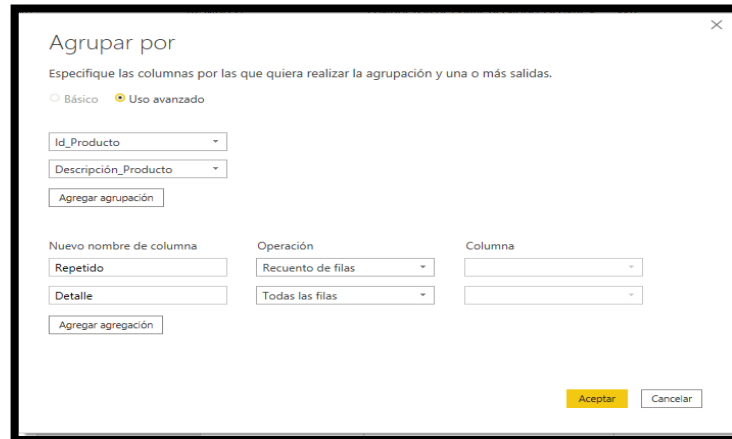 Agrupar por
Especifique las columnas por las que quiera realizar la agrupación y una o más salidas.
Básico Uso avanzado
Id_Producto
Descripción_Producto
Agregar agrupación
Nuevo nombre de columna Operación Columna
Repetido Recuento de filas
Detalle Todas las filas
Agregar agregación
Aceptar Cancelar